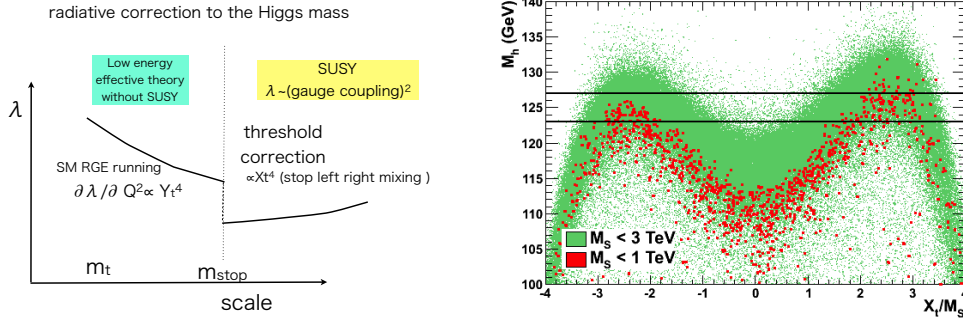 radiative correction to the Higgs mass
Low energy
effective theory
without SUSY
SUSY
λ~(gauge coupling)²
λ
threshold
correction
∝Xt⁴ (stop left right mixing )
SM RGE running
∂λ/∂ Q²∝ Yt⁴
mt
mstop
scale
Mh (GeV)
140
135
130
125
120
115
110
105
100
MS < 3 TeV
MS < 1 TeV
-4 -3 -2 -1 0 1 2 3 4
Xt/MS